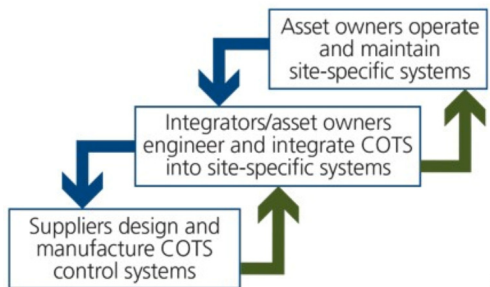 Asset owners operate
and maintain
site-specific systems
Integrators/asset owners
engineer and integrate COTS
into site-specific systems
Suppliers design and
manufacture COTS
control systems